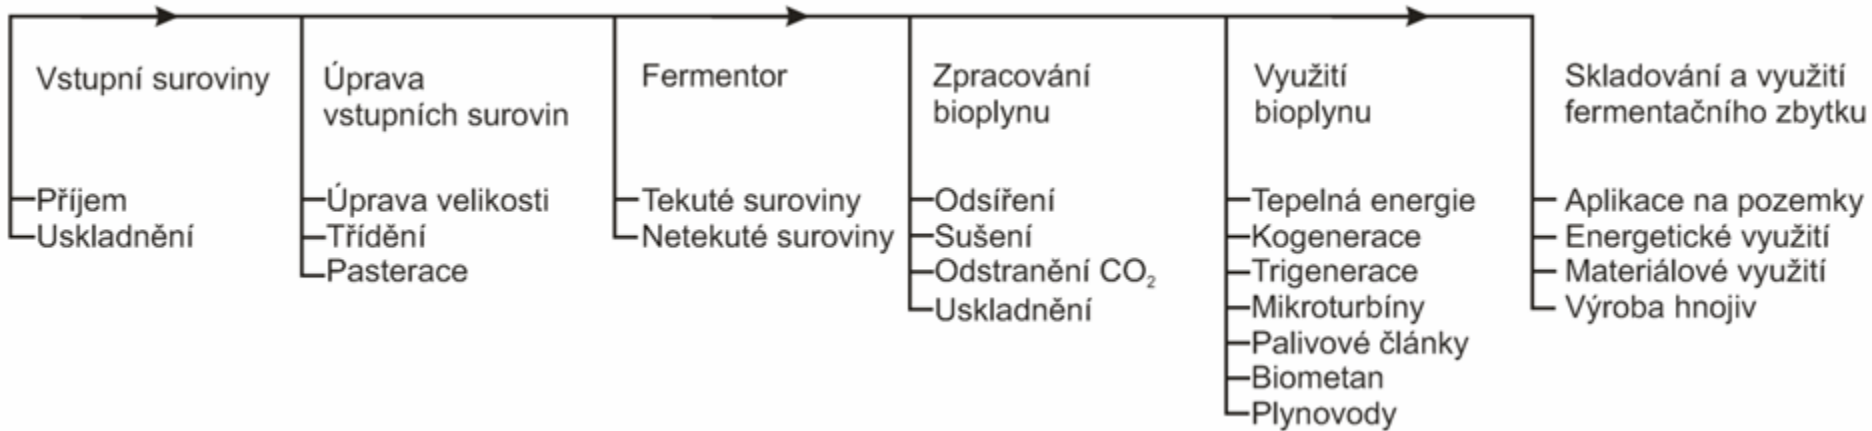 Vstupní suroviny
Příjem
Uskladnění
Úprava
vstupních surovin
Úprava velikosti
Třídění
Pasterace
Fermentor
Tekuté suroviny
Netekuté suroviny
Zpracování
bioplynu
Odsíření
Sušení
Odstranění CO₂
Uskladnění
Využití
bioplynu
Tepelná energie
Kogenerace
Trigenerace
Mikroturbíny
Palivové články
Biometan
Plynovody
Skladování a využití
fermentačního zbytku
Aplikace na pozemky
Energetické využití
Materiálové využití
Výroba hnojiv